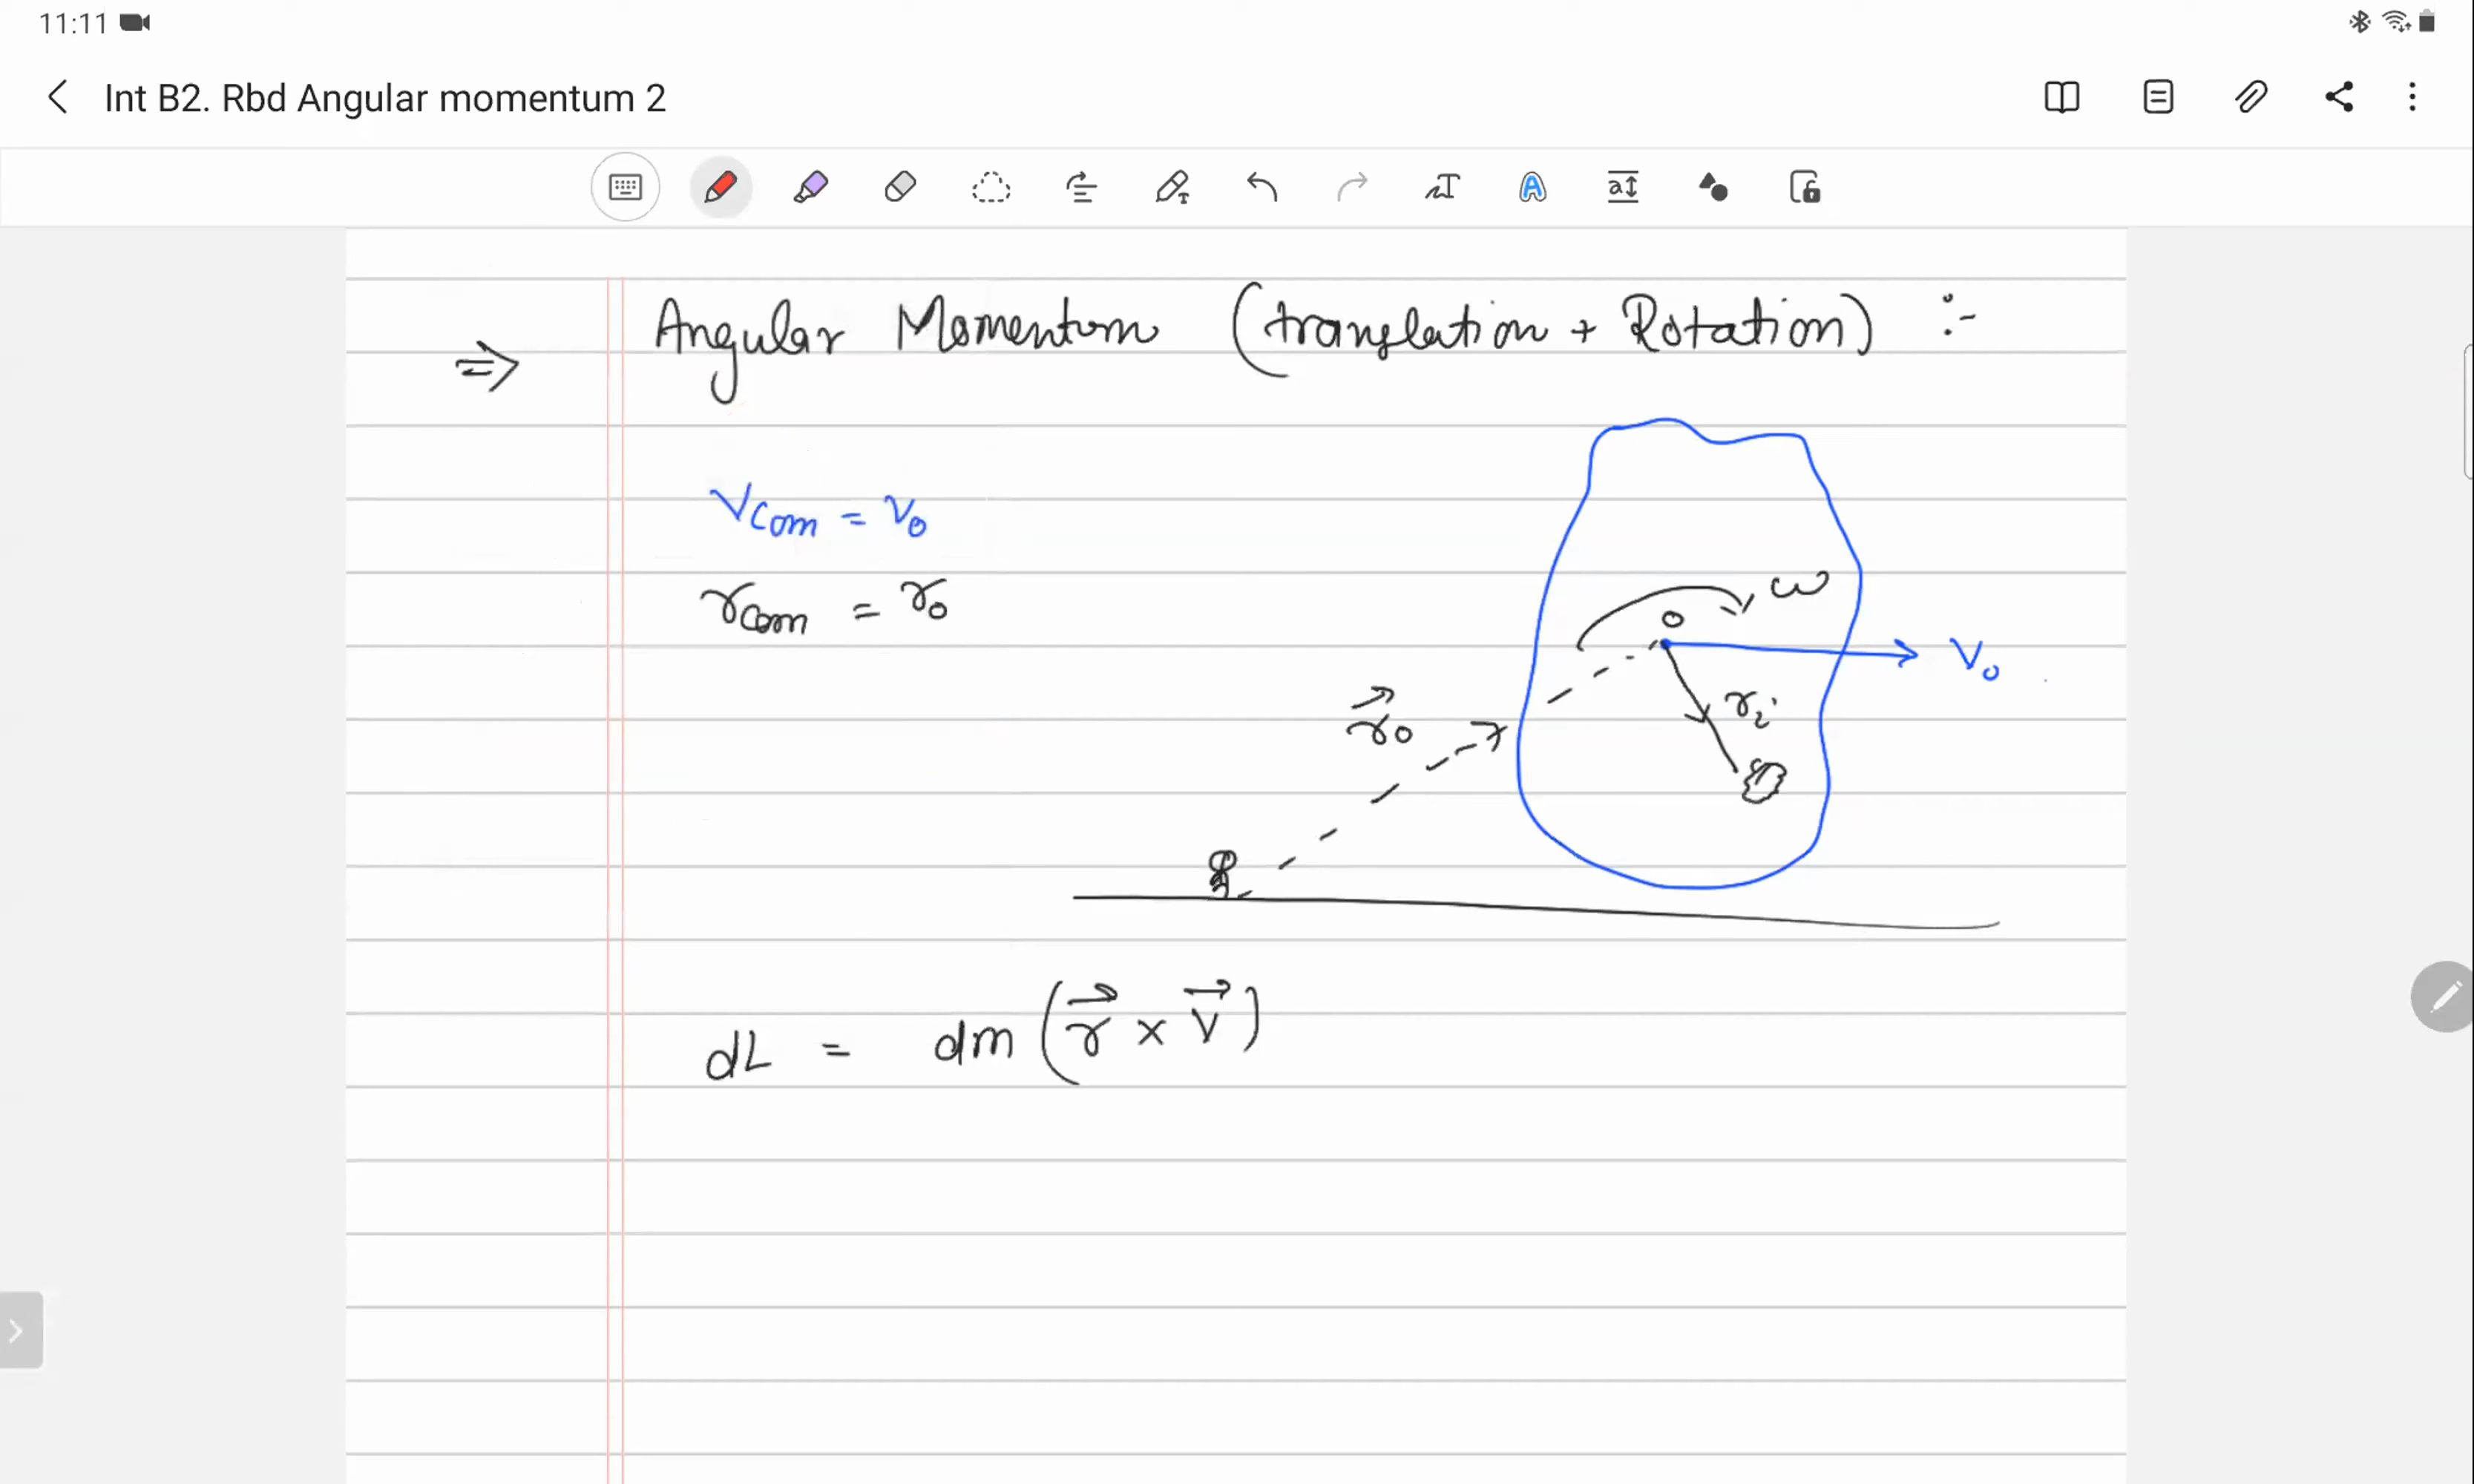 11:11
Int B2. Rbd Angular momentum 2
⇒ Angular Momentum (translation + Rotation) :-
Vcom = V₀
rcom = r₀
ω
o
V₀
rᵢ
r⃗₀
dL = dm (r⃗ × v⃗)